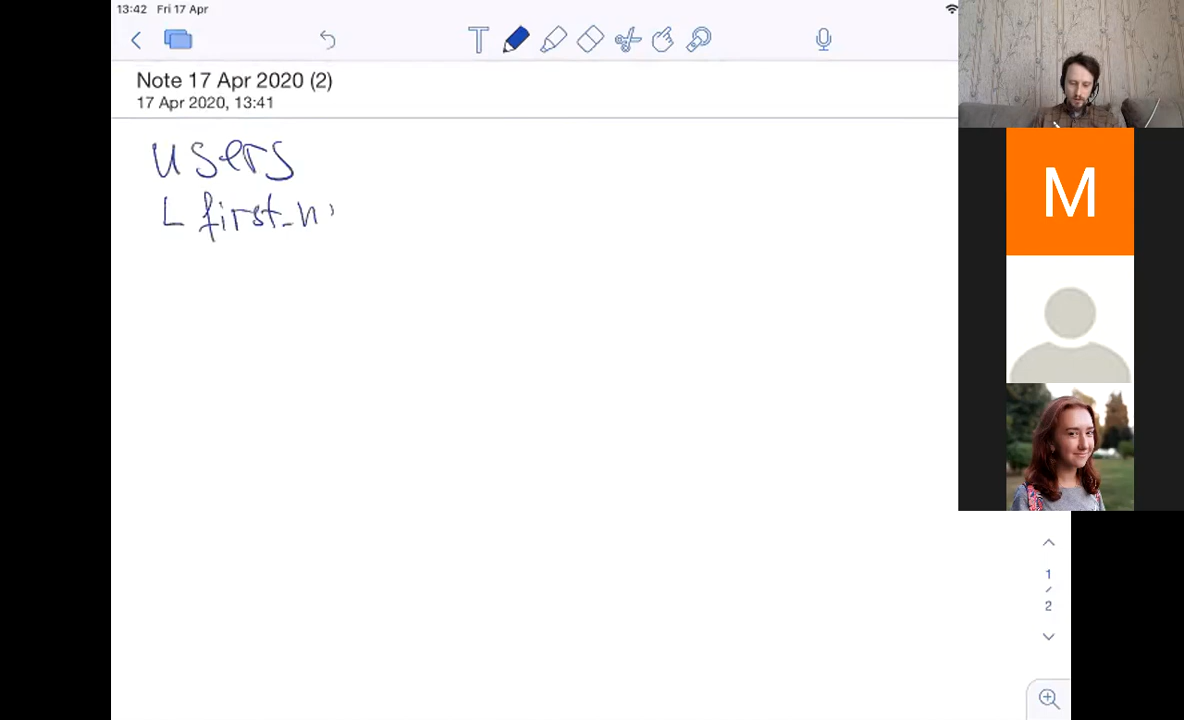 13:42 Fri 17 Apr
T
Note 17 Apr 2020 (2)
17 Apr 2020, 13:41
users
first_n
M
1
/
2